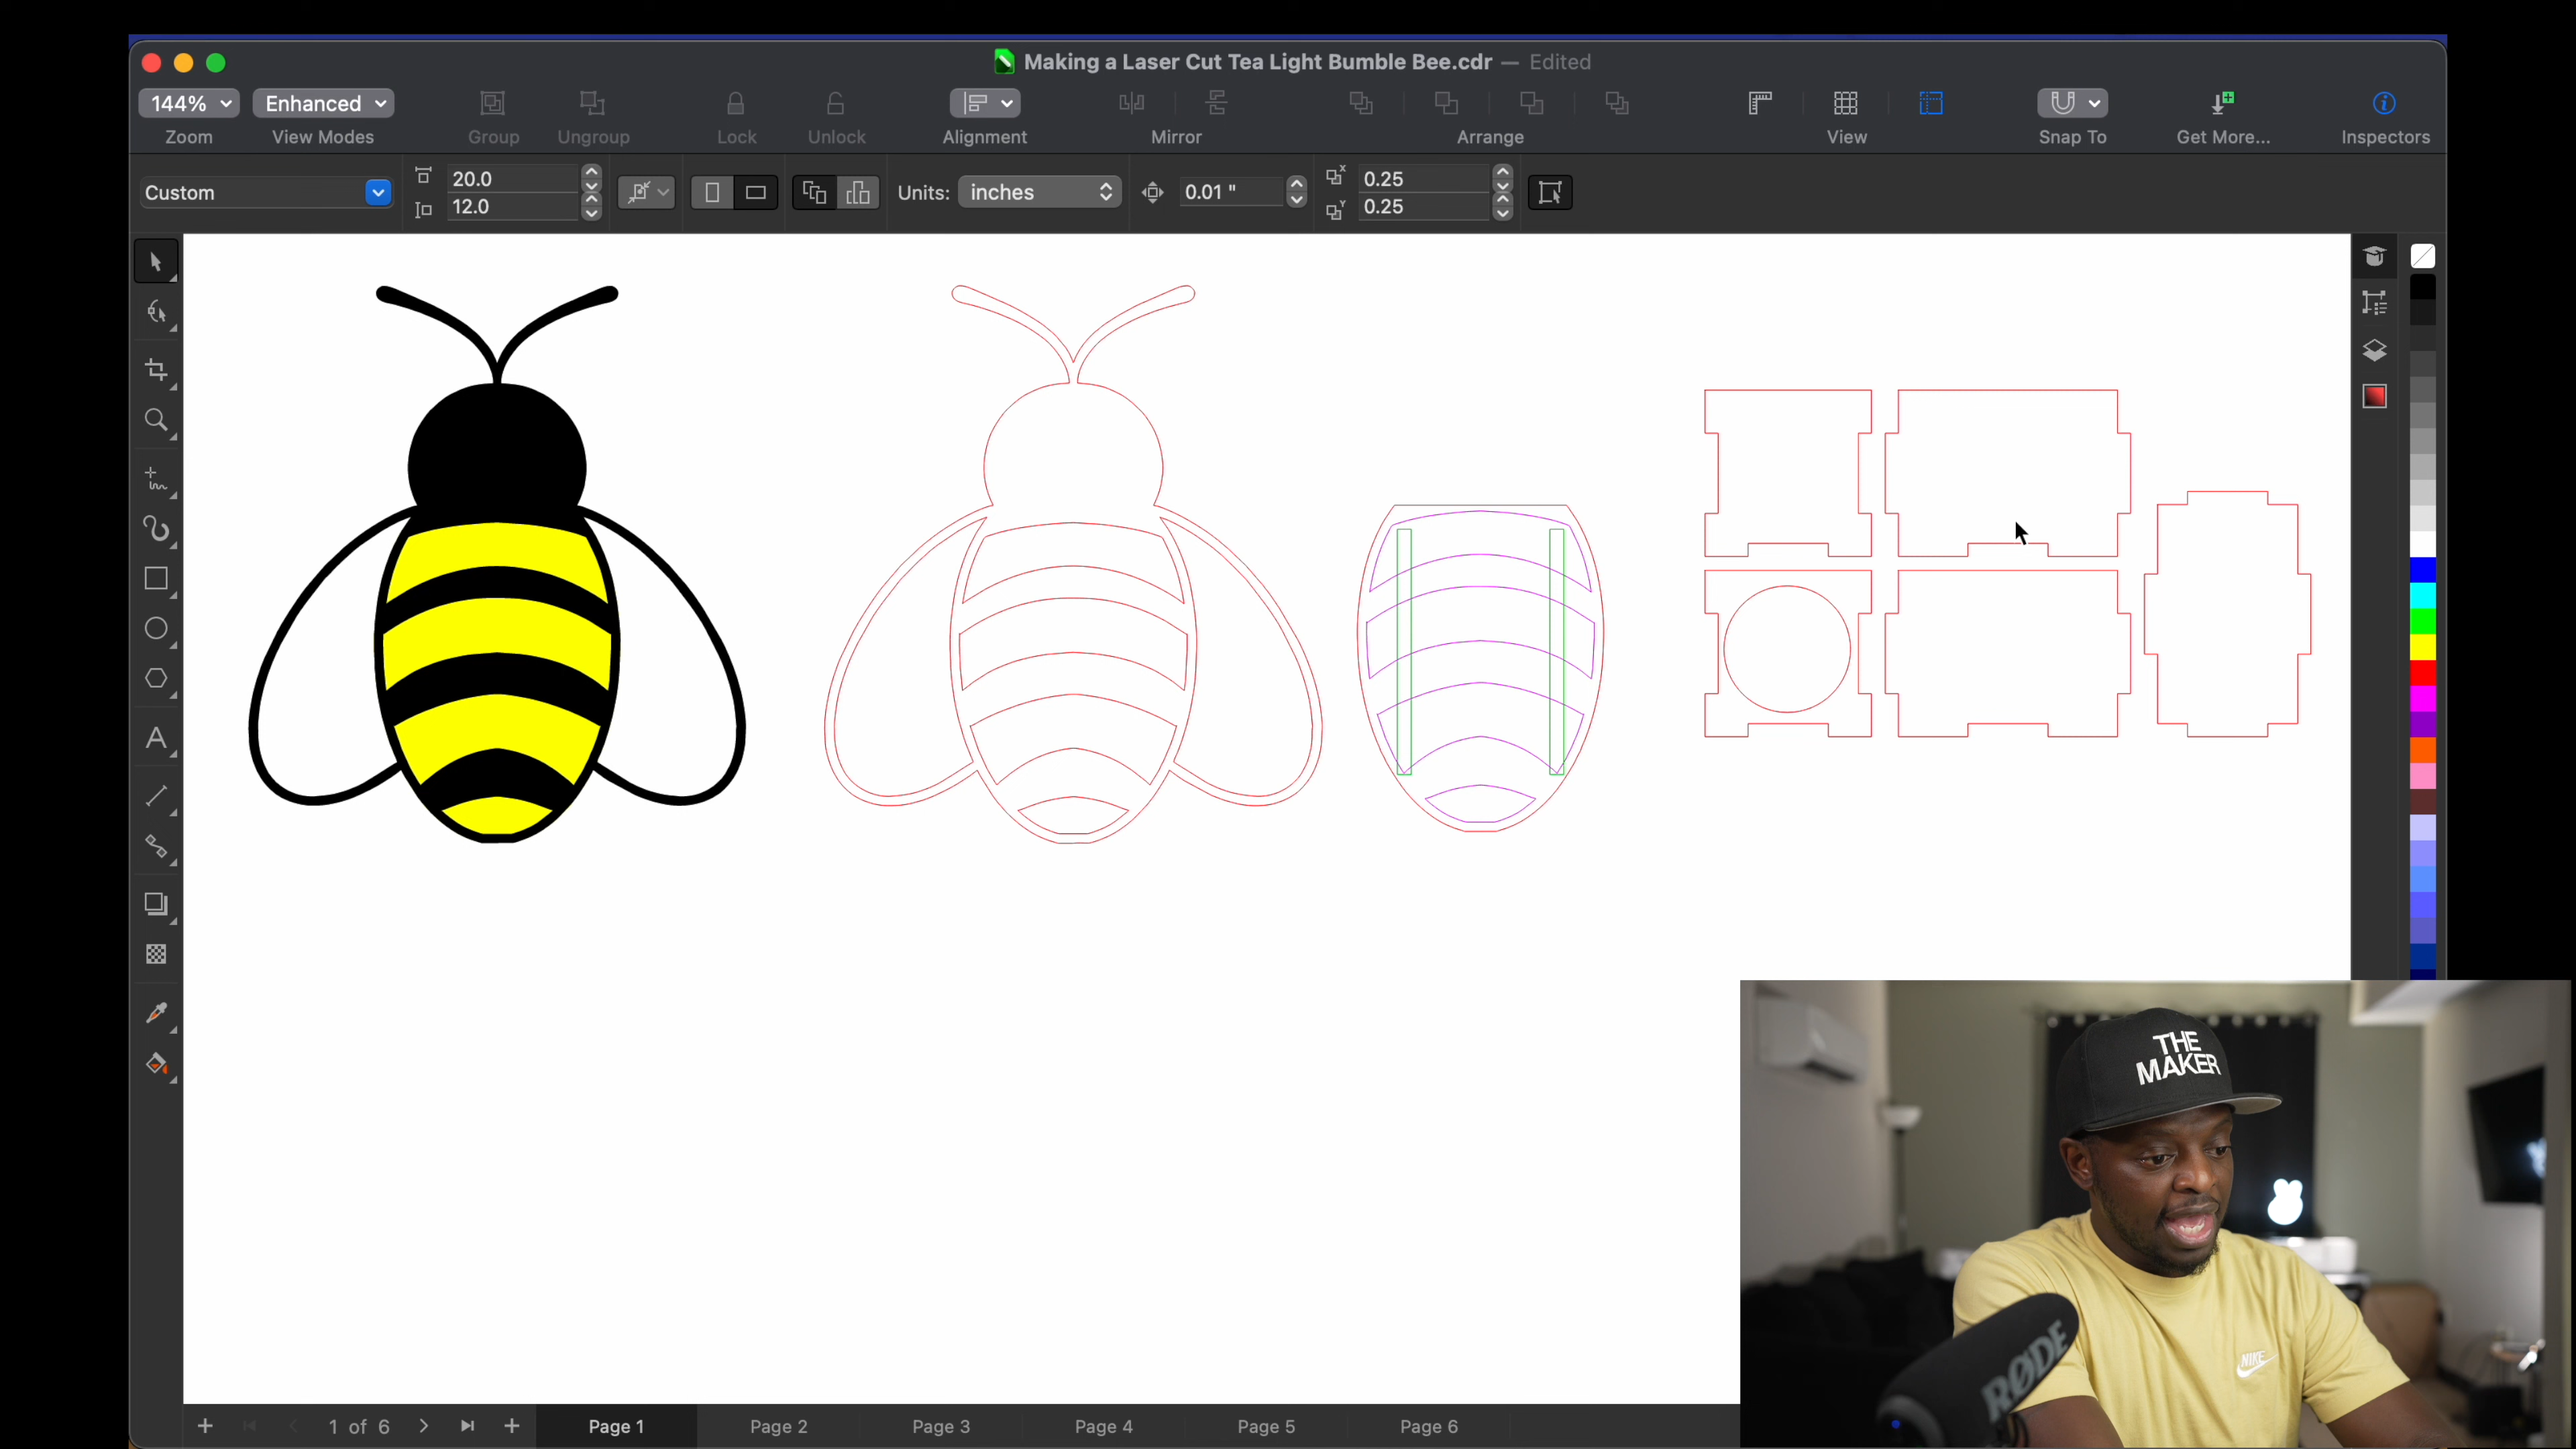 Making a Laser Cut Tea Light Bumble Bee.cdr — Edited
144% Enhanced
Zoom View Modes Group Ungroup Lock Unlock Alignment Mirror Arrange View Snap To Get More... Inspectors
Custom 20.0 12.0 Units: inches 0.01 " 0.25 0.25
THE
MAKER
NIKE
RØDE
1 of 6 Page 1 Page 2 Page 3 Page 4 Page 5 Page 6